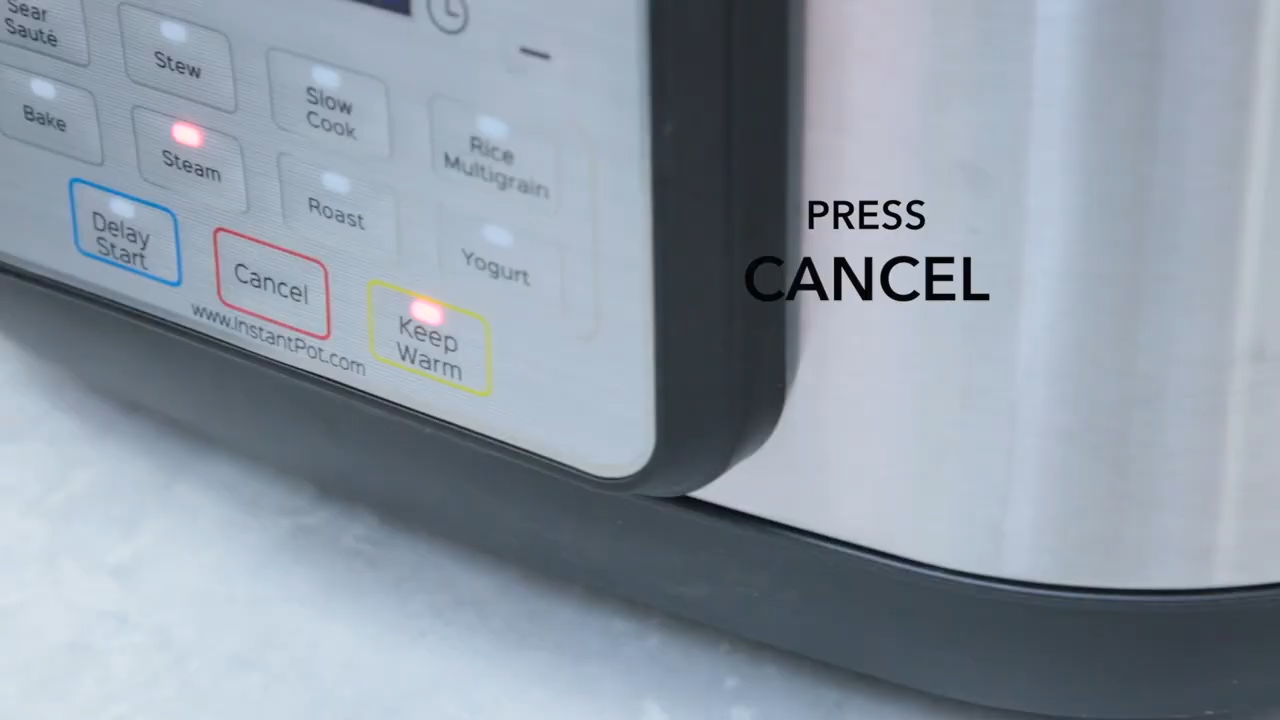 Sear
Sauté
Stew
Slow
Cook
Rice
Multigrain
Bake
Steam
Roast
Yogurt
Delay
Start
Cancel
Keep
Warm
www.InstantPot.com
PRESS
CANCEL